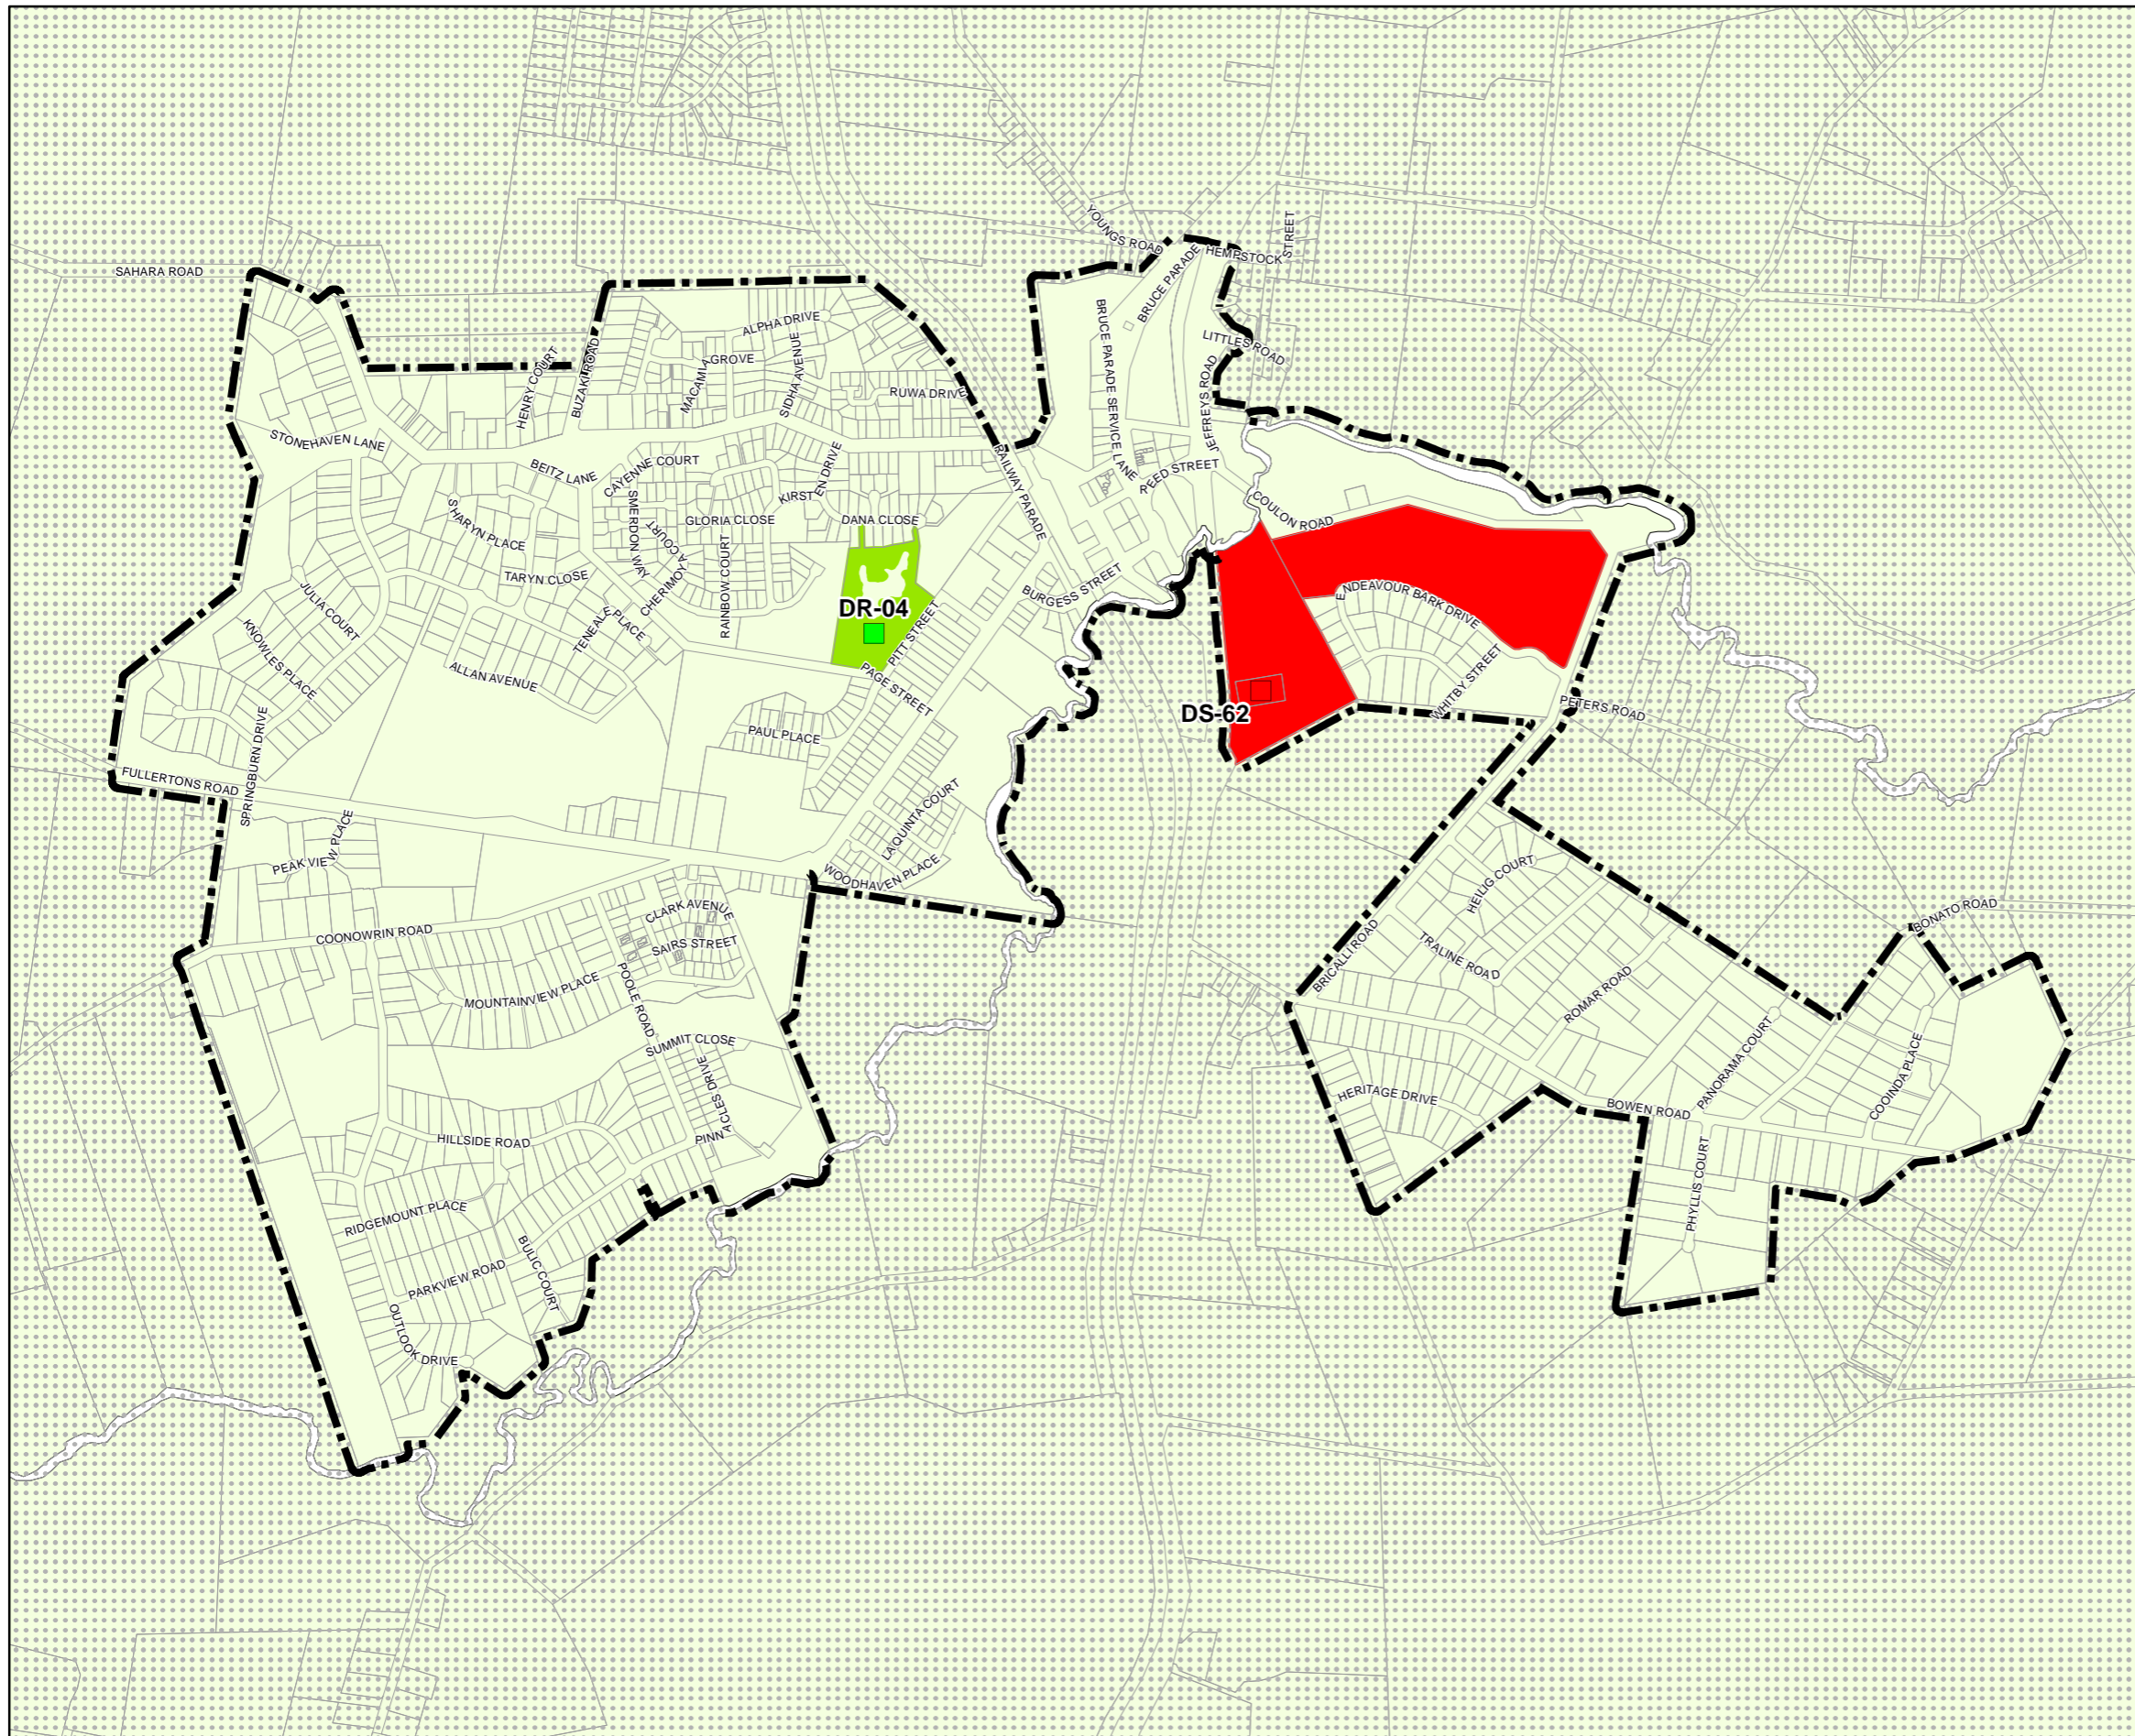 YOUNGS ROAD
HEMPSTOCK
STREET
SAHARA ROAD
BRUCE PARADE
ALPHA DRIVE
BRUCE PARADE SERVICE LANE
LITTLES ROAD
HENRY COURT
BUZAKI ROAD
MACAMIA
GROVE
SIDHA AVENUE
RUWA DRIVE
JEFFREYS ROAD
STONEHAVEN LANE
BEITZ LANE
CAYENNE COURT
KIRST
EN DRIVE
RAILWAY PARADE
REED STREET
COULON ROAD
SHARYN PLACE
SMERDON WAY
GLORIA CLOSE
DANA CLOSE
CHERIMOYA COURT
RAINBOW COURT
TARYN CLOSE
JULIA COURT
BURGESS STREET
ENDEAVOUR BARK DRIVE
DR-04
TENEALE PLACE
PITT STREET
KNOWLES PLACE
ALLAN AVENUE
PAGE STREET
WHITBY STREET
DS-62
PETERS ROAD
PAUL PLACE
SPRINGBURN DRIVE
FULLERTONS ROAD
LAQUINTA COURT
PEAK VIEW PLACE
WOODHAVEN PLACE
HEILIG COURT
CLARK AVENUE
BONATO ROAD
COONOWRIN ROAD
SAIRS STREET
BRICALLI ROAD
TRALINE ROAD
MOUNTAINVIEW PLACE
POOLE ROAD
ROMAR ROAD
SUMMIT CLOSE
PANORAMA COURT
COOINDA PLACE
HERITAGE DRIVE
BOWEN ROAD
PINNACLES DRIVE
HILLSIDE ROAD
PHYLLIS COURT
RIDGEMOUNT PLACE
BULIC COURT
PARKVIEW ROAD
OUTLOOK DRIVE